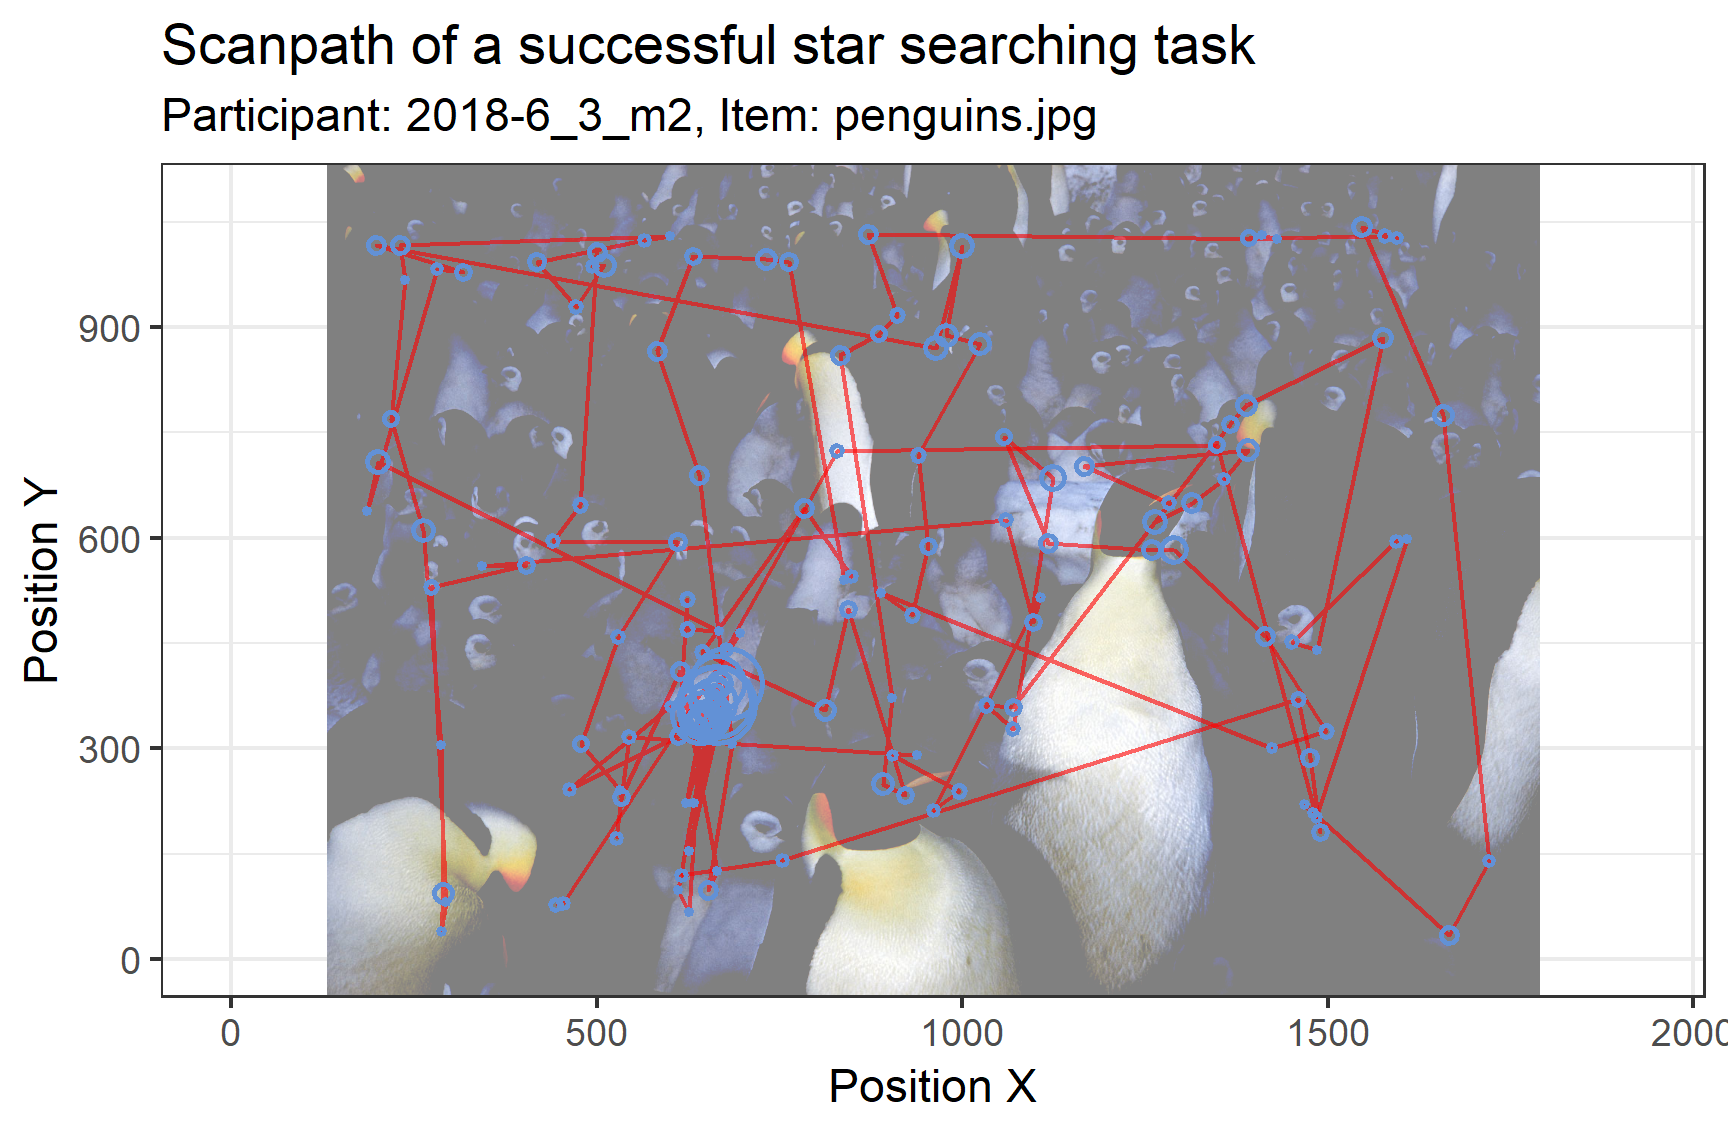 Scanpath of a successful star searching task
Participant: 2018-6_3_m2, Item: penguins.jpg
Position Y
900
600
300
0
0
500
1000
1500
2000
Position X